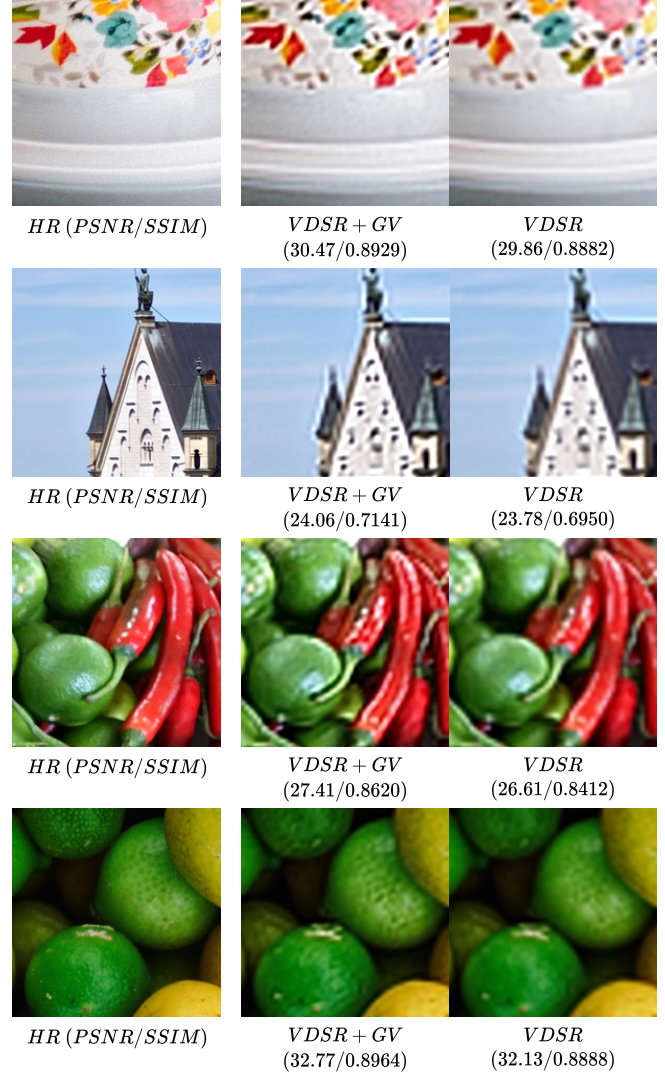 HR (PSNR/SSIM)
VDSR + GV
(30.47/0.8929)
VDSR
(29.86/0.8882)
HR (PSNR/SSIM)
VDSR + GV
(24.06/0.7141)
VDSR
(23.78/0.6950)
HR (PSNR/SSIM)
VDSR + GV
(27.41/0.8620)
VDSR
(26.61/0.8412)
HR (PSNR/SSIM)
VDSR + GV
(32.77/0.8964)
VDSR
(32.13/0.8888)